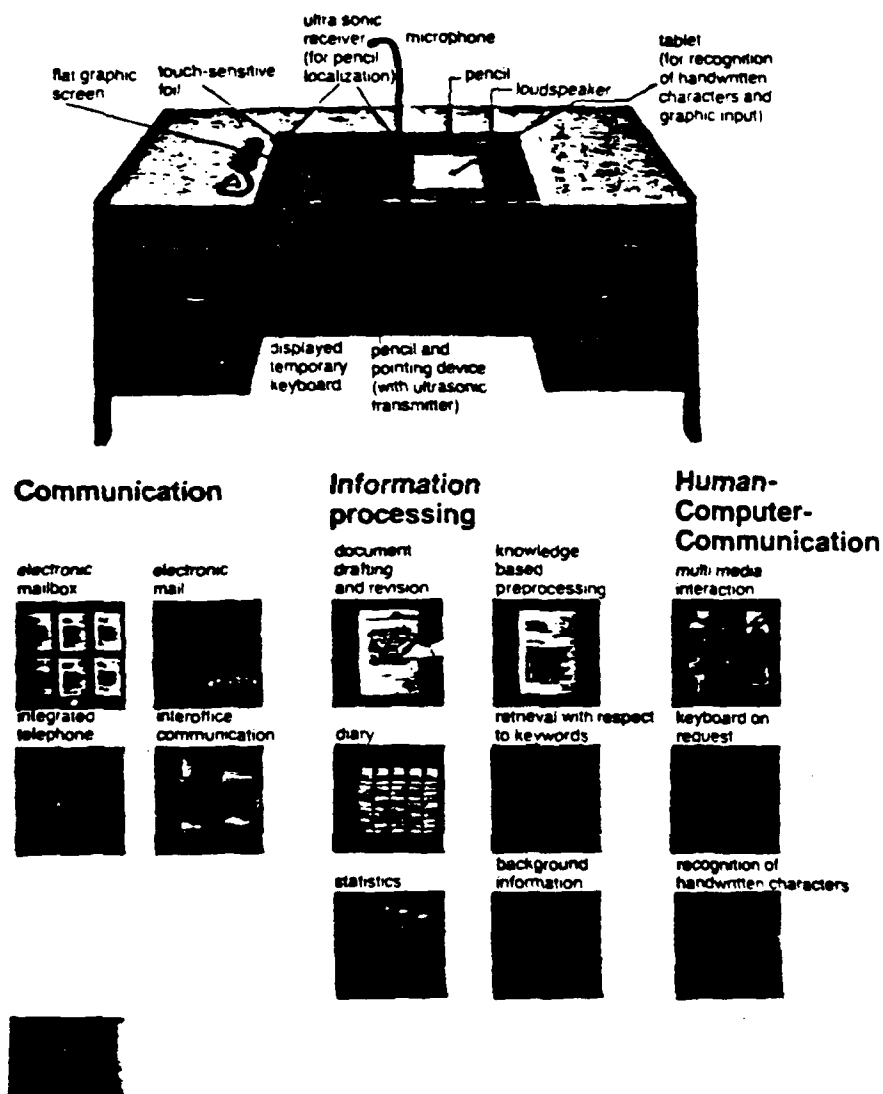 ultra sonic
receiver
(for pencil
localization)
microphone
tablet
(for recognition
of handwritten
characters and
graphic input)
flat graphic
screen
touch-sensitive
foil
pencil
loudspeaker
displayed
temporary
keyboard
pencil and
pointing device
(with ultrasonic
transmitter)
Communication
Information
processing
Human-
Computer-
Communication
electronic
mailbox
electronic
mail
document
drafting
and revision
knowledge
based
preprocessing
multi media
interaction
integrated
telephone
interoffice
communication
diary
retrieval with respect
to keywords
keyboard on
request
statistics
background
information
recognition of
handwritten characters